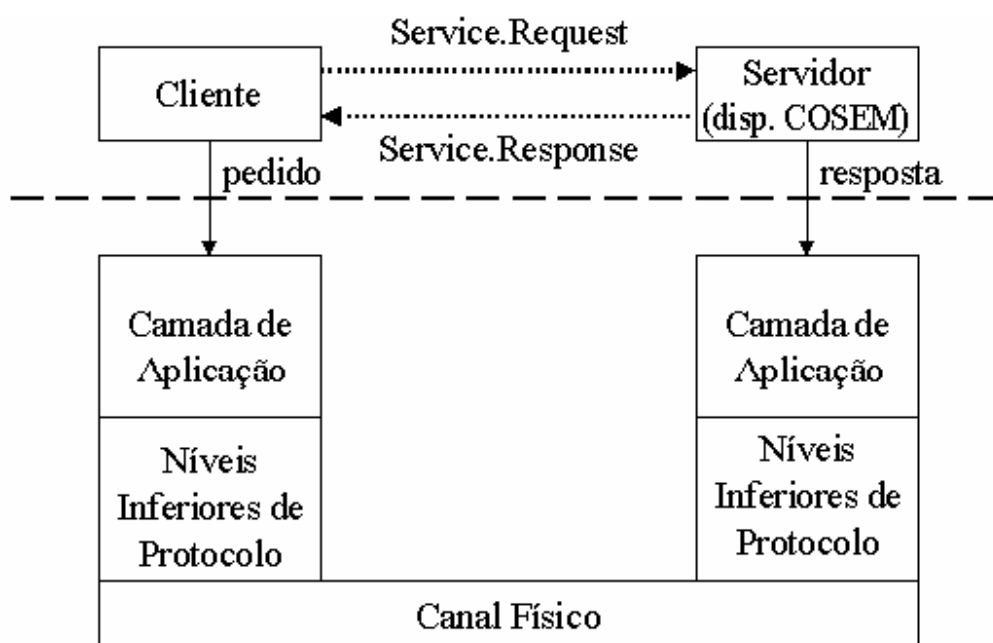 Service.Request
Cliente
Servidor
(disp. COSEM)
Service.Response
pedido
resposta
Camada de
Aplicação
Camada de
Aplicação
Níveis
Inferiores de
Protocolo
Níveis
Inferiores de
Protocolo
Canal Físico